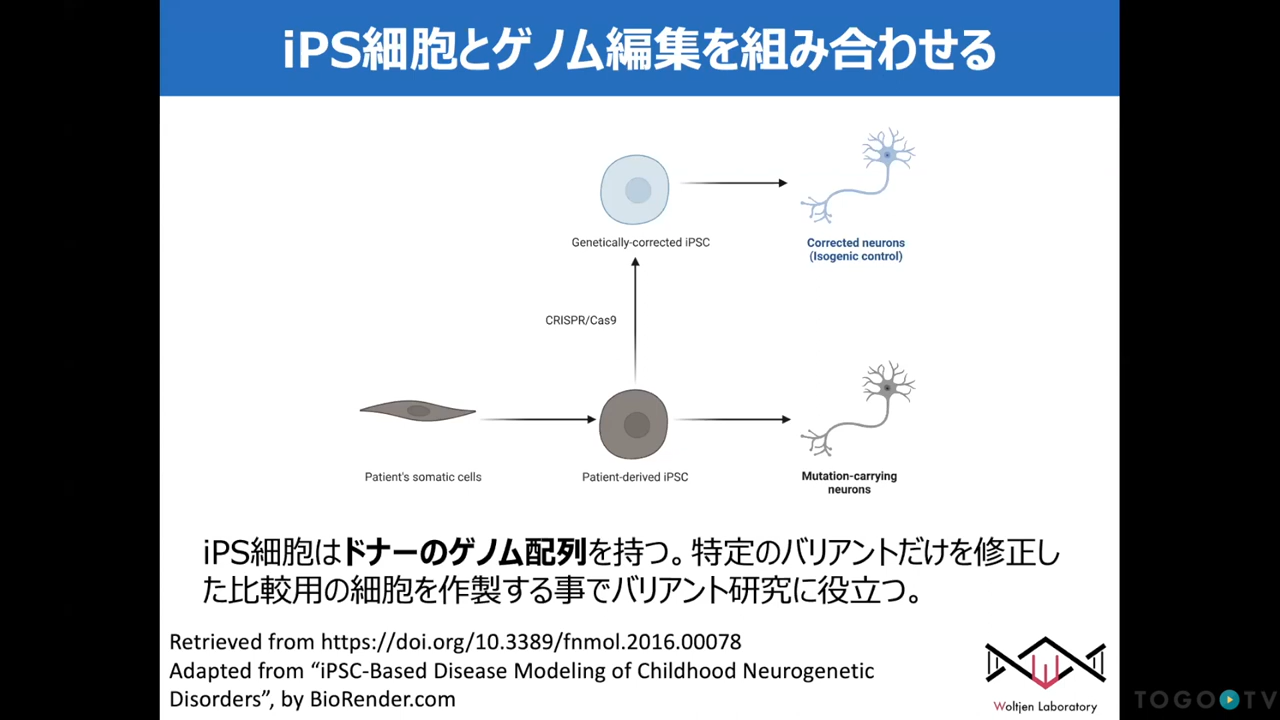 iPS細胞とゲノム編集を組み合わせる
Genetically-corrected iPSC
Corrected neurons
(Isogenic control)
CRISPR/Cas9
Patient's somatic cells
Patient-derived iPSC
Mutation-carrying
neurons
iPS細胞はドナーのゲノム配列を持つ。特定のバリアントだけを修正し
た比較用の細胞を作製する事でバリアント研究に役立つ。
Retrieved from https://doi.org/10.3389/fnmol.2016.00078
Adapted from “iPSC-Based Disease Modeling of Childhood Neurogenetic
Disorders”, by BioRender.com
Woltjen Laboratory
TOGO TV